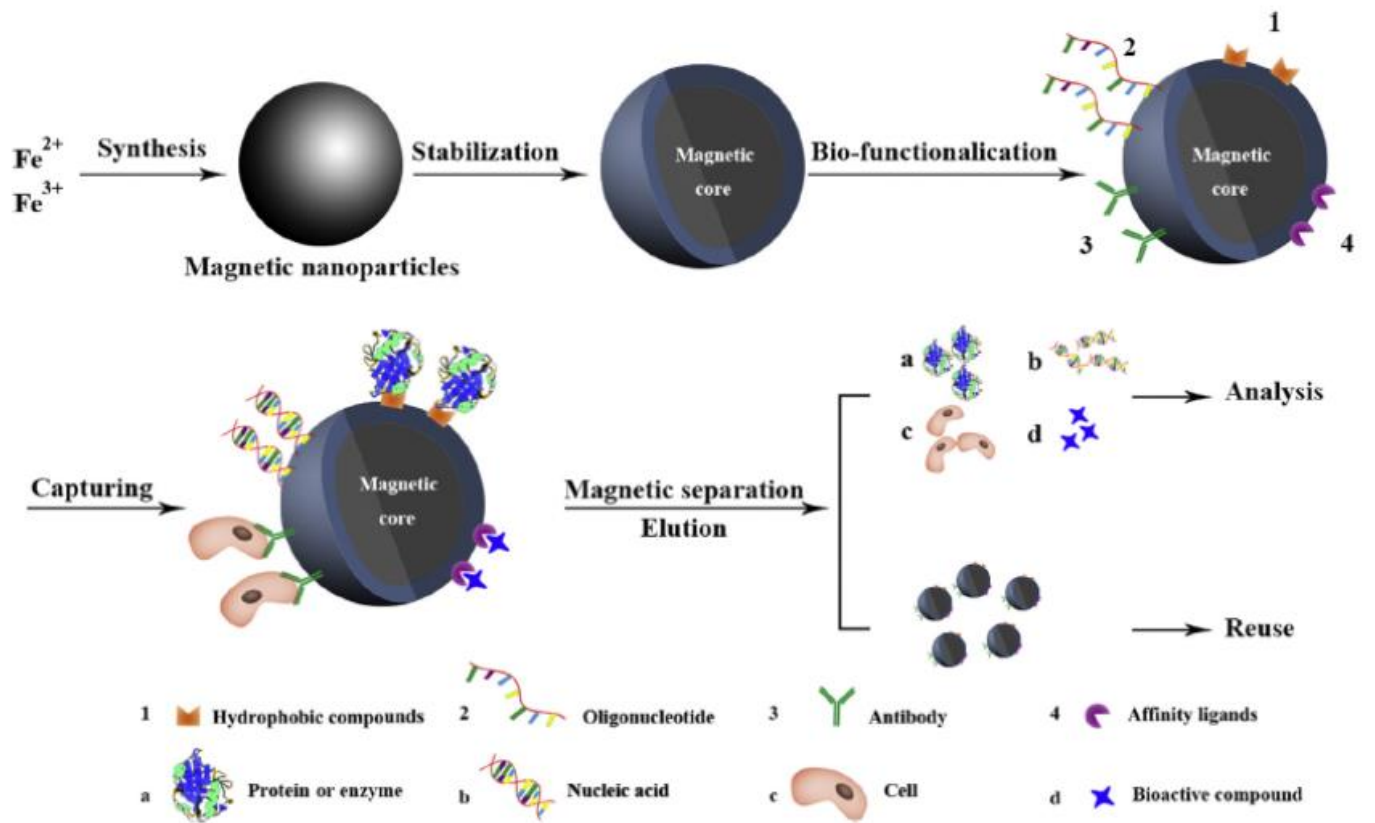 1
2
Fe2+
Fe3+
Synthesis
Stabilization
Magnetic
core
Bio-functionalication
Magnetic
core
3
4
Magnetic nanoparticles
a
b
Analysis
c
d
Capturing
Magnetic
core
Magnetic separation
Elution
Reuse
1 Hydrophobic compounds 2 Oligonucleotide 3 Antibody 4 Affinity ligands
a Protein or enzyme b Nucleic acid c Cell d Bioactive compound